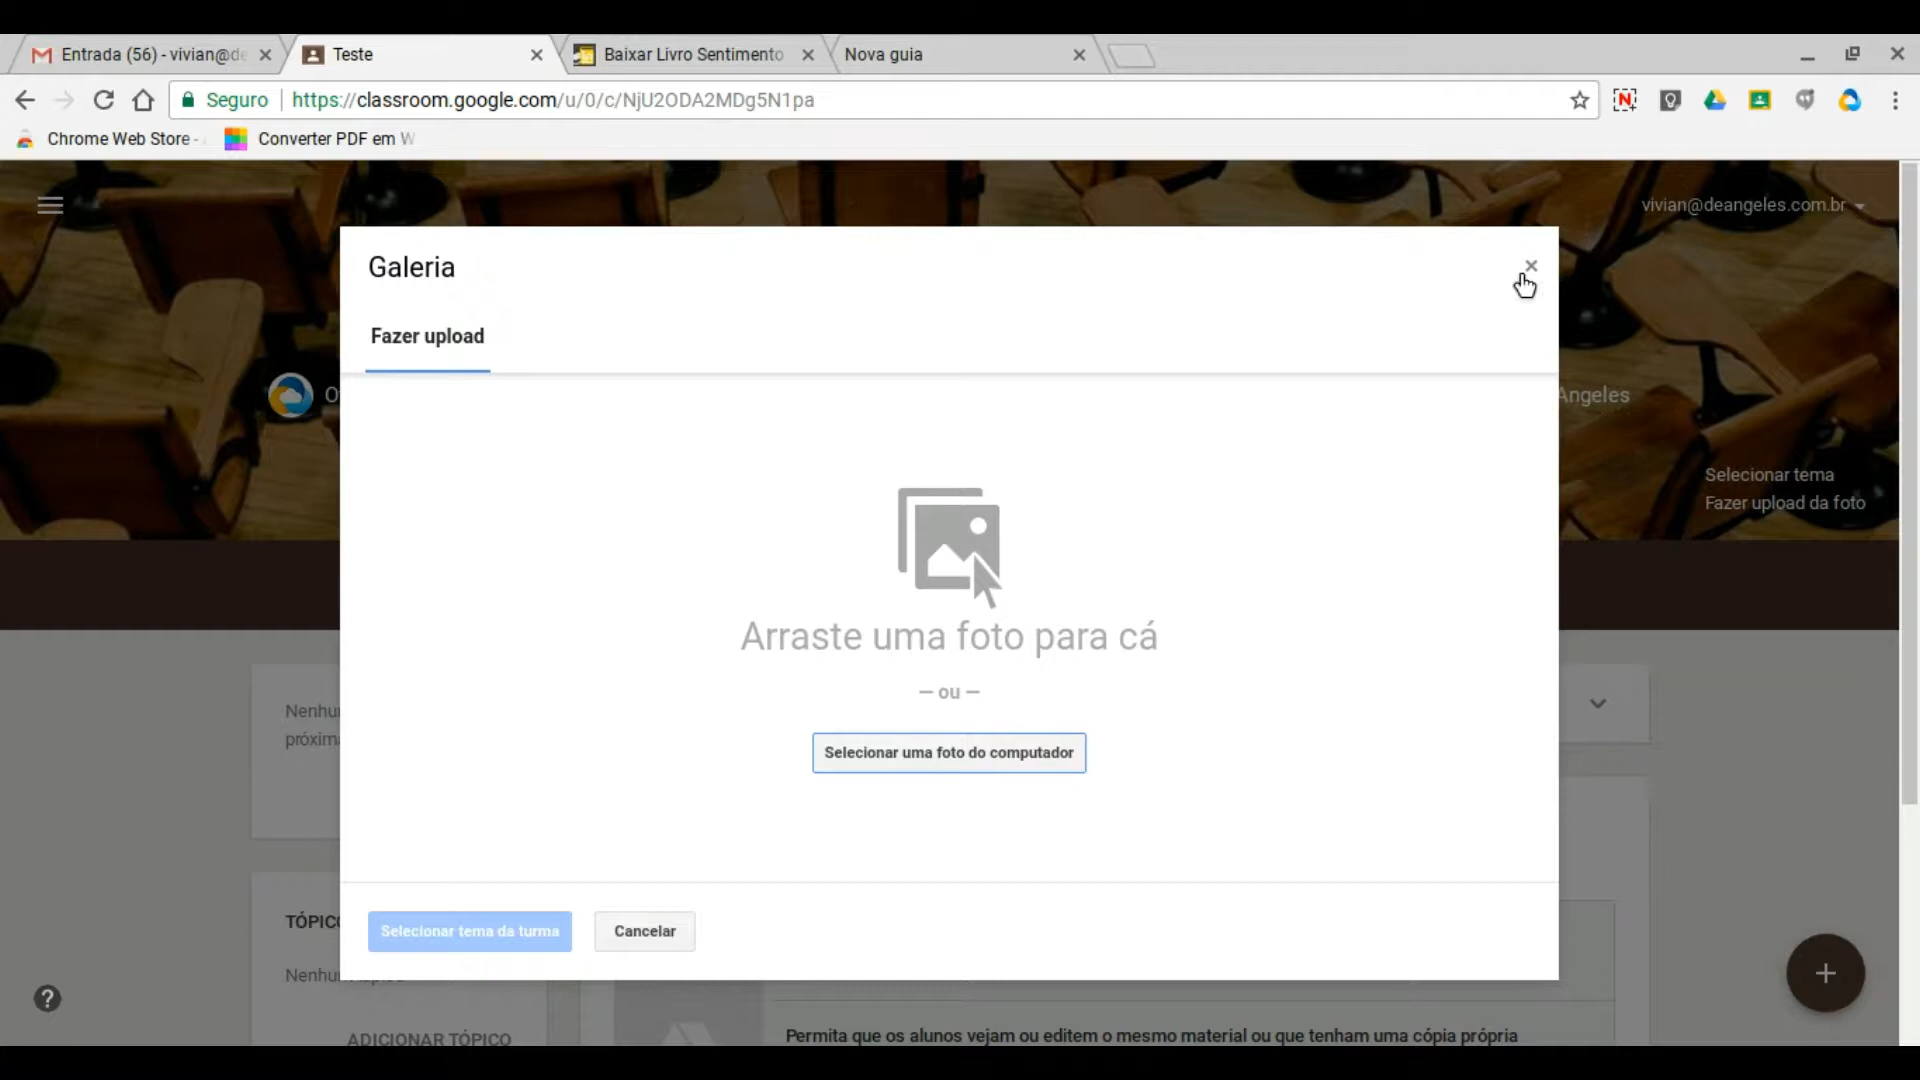 Entrada (56) - vivian@de
Teste
Baixar Livro Sentimento
Nova guia
Seguro
https://classroom.google.com/u/0/c/NjU2ODA2MDg5N1pa
Chrome Web Store -
Converter PDF em W
vivian@deangeles.com.br
Galeria
Fazer upload
Angeles
Selecionar tema
Fazer upload da foto
Arraste uma foto para cá
— ou —
Selecionar uma foto do computador
Nenhu
próxim
TÓPIC
Nenhu
Selecionar tema da turma
Cancelar
ADICIONAR TÓPICO
Permita que os alunos vejam ou editem o mesmo material ou que tenham uma cópia própria